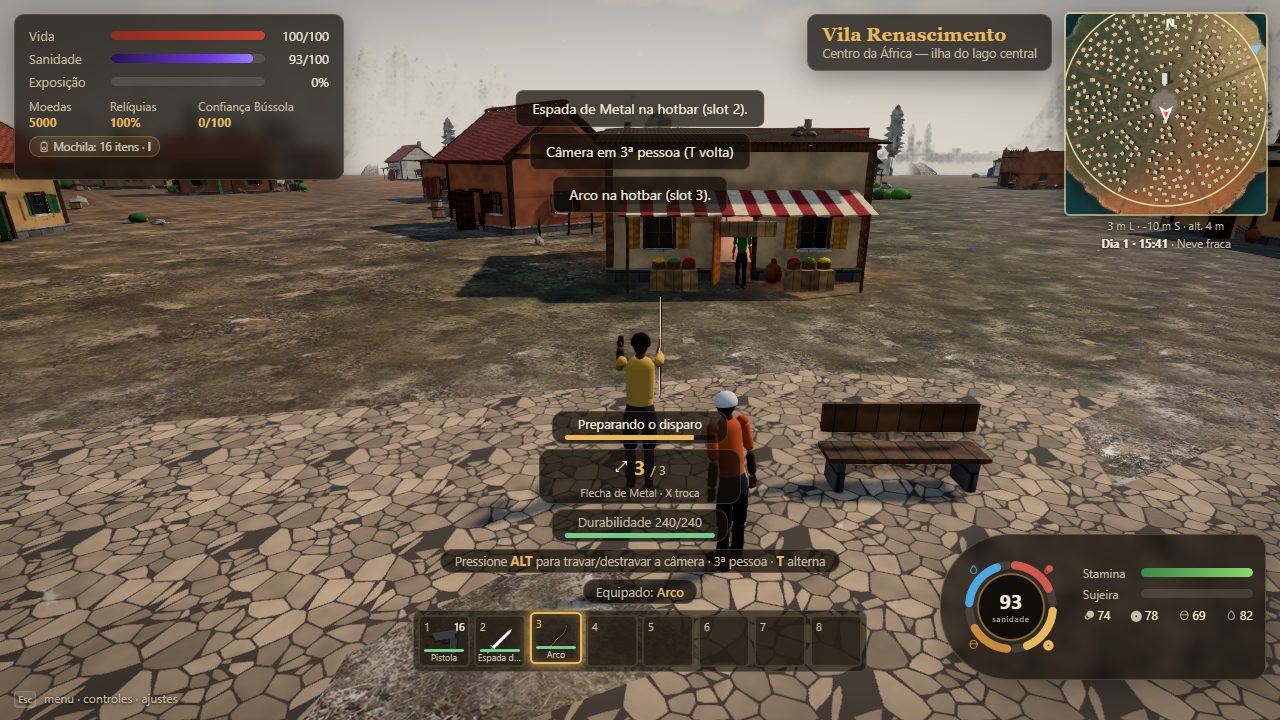 Vida 100/100
Sanidade 93/100
Exposição 0%
Moedas Relíquias Confiança Bússola
5000 100% 0/100
Mochila: 16 itens · I
Espada de Metal na hotbar (slot 2).
Câmera em 3ª pessoa (T volta)
Arco na hotbar (slot 3).
Vila Renascimento
Centro da África — ilha do lago central
N
3 m L · -10 m S · alt. 4 m
Dia 1 · 15:41 · Neve fraca
Preparando o disparo
3 / 3
Flecha de Metal · X troca
Durabilidade 240/240
Pressione ALT para travar/destravar a câmera · 3ª pessoa · T alterna
Equipado: Arco
1 16 2 3 4 5 6 7 8
Pistola Espada d... Arco
93
sanidade
Stamina
Sujeira
74 78 69 82
Esc menu · controles · ajustes